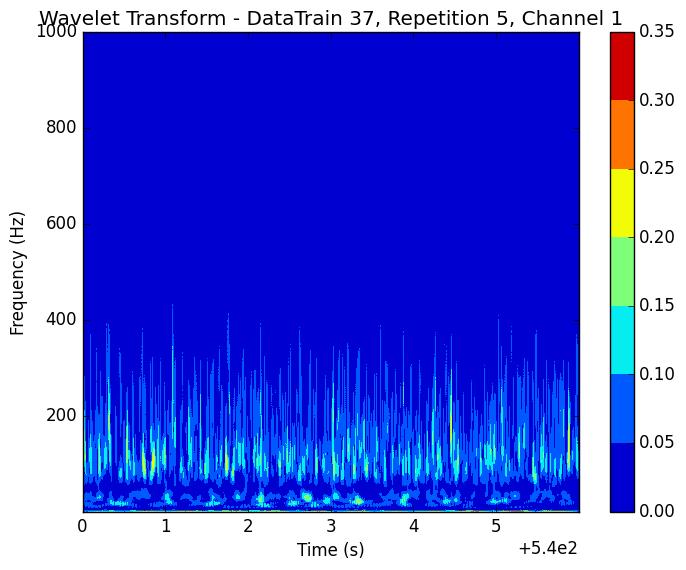 Wavelet Transform - DataTrain 37, Repetition 5, Channel 1
1000
800
600
400
200
Frequency (Hz)
0 1 2 3 4 5
+5.4e2
Time (s)
0.35
0.30
0.25
0.20
0.15
0.10
0.05
0.00